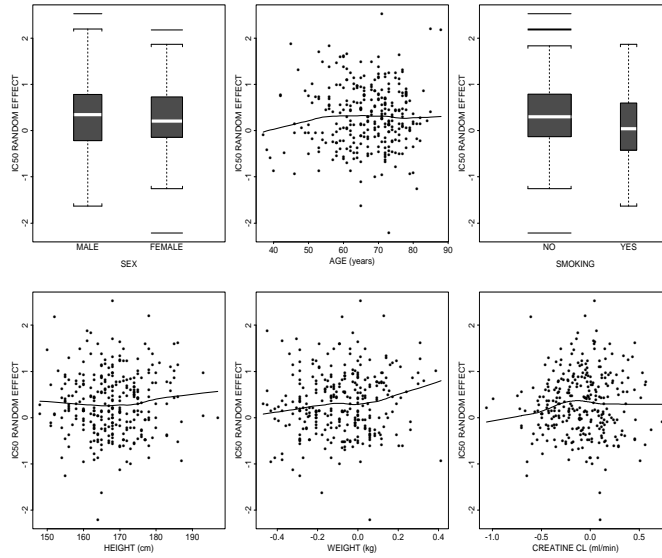 IC50 RANDOM EFFECT
2
1
0
-1
-2
MALE FEMALE
SEX
IC50 RANDOM EFFECT
2
1
0
-1
-2
40 50 60 70 80 90
AGE (years)
IC50 RANDOM EFFECT
2
1
0
-1
-2
NO YES
SMOKING
IC50 RANDOM EFFECT
2
1
0
-1
-2
150 160 170 180 190
HEIGHT (cm)
IC50 RANDOM EFFECT
2
1
0
-1
-2
-0.4 -0.2 0.0 0.2 0.4
WEIGHT (kg)
IC50 RANDOM EFFECT
2
1
0
-1
-2
-1.0 -0.5 0.0 0.5
CREATINE CL (ml/min)